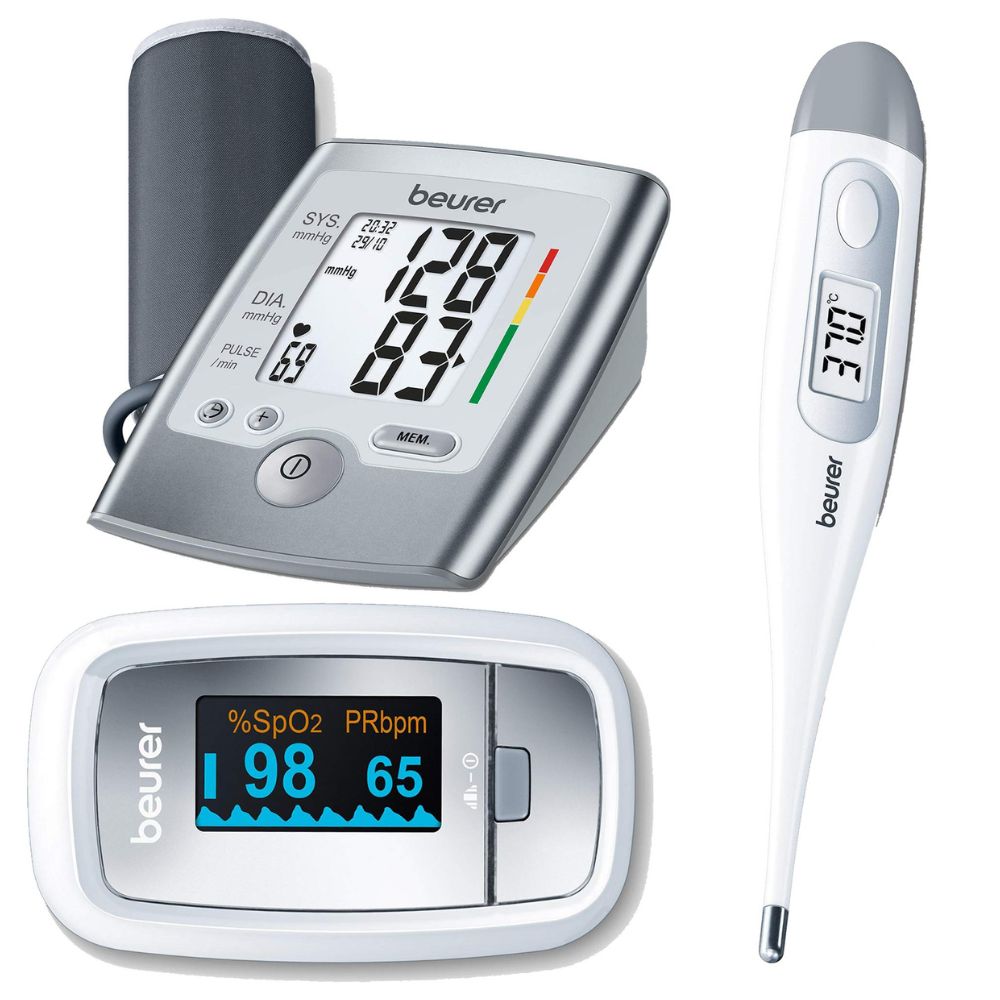 beurer
SYS.
mmHg
20:32
29/10
mmHg
128
DIA.
mmHg
83
PULSE
/min
69
MEM.
°C
37.0
beurer
%SpO2 PRbpm
98 65
beurer